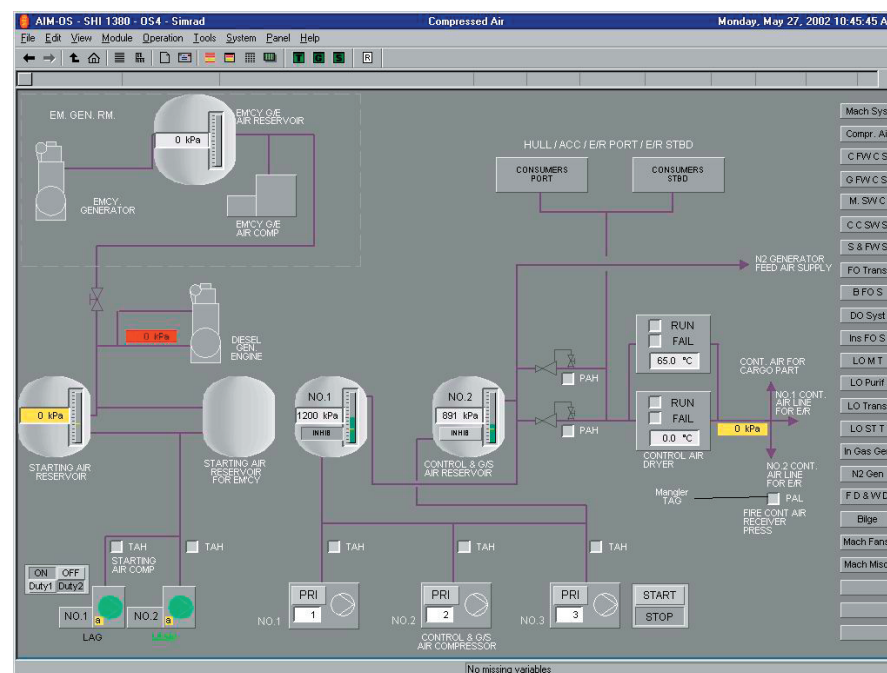 AIM-OS - SHI 1380 - OS4 - Simrad
Compressed Air
Monday, May 27, 2002 10:45:45 A
File Edit View Module Operation Tools System Panel Help
T G S R
EM. GEN. RM.
0 kPa
EM'CY G/E
AIR RESERVOIR
EMCY.
GENERATOR
EM'CY G/E
AIR COMP
HULL / ACC / E/R PORT / E/R STBD
CONSUMERS
PORT
CONSUMERS
STBD
N2 GENERATOR
FEED AIR SUPPLY
0 kPa
DIESEL
GEN.
ENGINE
RUN
FAIL
65.0 °C
PAH
RUN
FAIL
0.0 °C
PAH
CONTROL AIR
DRYER
CONT. AIR FOR
CARGO PART
NO.1 CONT.
AIR LINE
FOR E/R
0 kPa
NO.2 CONT.
AIR LINE
FOR E/R
Mangler
TAG
PAL
FIRE CONT AIR
RECEIVER
PRESS
0 kPa
STARTING AIR
RESERVOIR
STARTING AIR
RESERVOIR
FOR EM'CY
NO.1
1200 kPa
INHIB
NO.2
891 kPa
INHIB
CONTROL & G/S
AIR RESERVOIR
TAH
TAH
TAH
TAH
TAH
STARTING
AIR COMP
ON OFF
Duty1 Duty2
NO.1
a
LAG
NO.2
a
NO.1
PRI
1
NO.2
PRI
2
CONTROL & G/S
AIR COMPRESSOR
NO.3
PRI
3
START
STOP
Mach Sys
Compr. Ai
C FW C S
G FW C S
M. SW C
C C SW S
S & FW S
FO Trans
B FO S
DO Syst
Ins FO S
LO M T
LO Purif
LO Trans
LO ST T
In Gas Ge
N2 Gen
F D & W D
Bilge
Mach Fans
Mach Misc
No missing variables